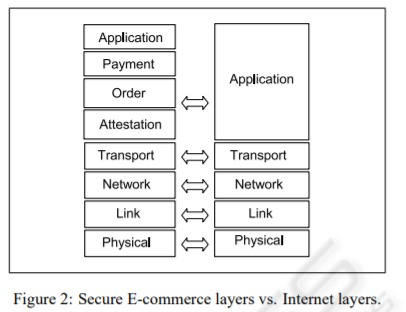 Application
Payment
Order
Attestation
Transport
Network
Link
Physical
Application
Transport
Network
Link
Physical
Figure 2: Secure E-commerce layers vs. Internet layers.